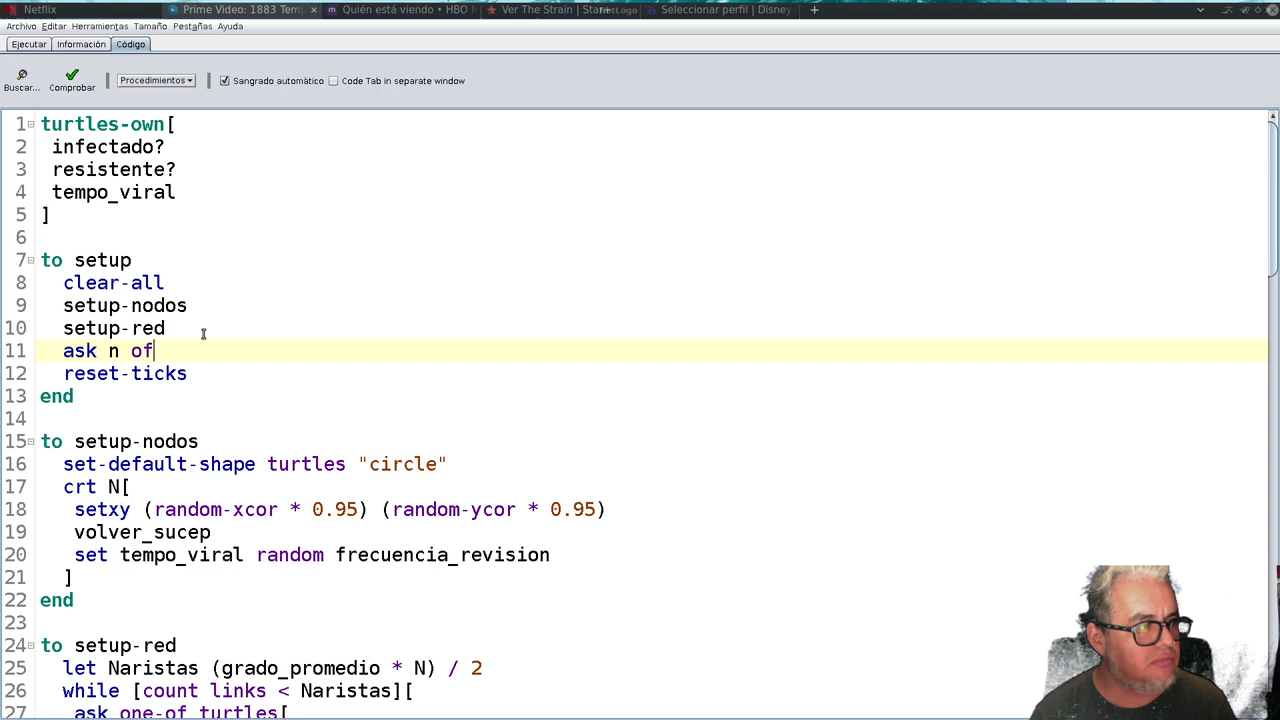 Netflix
Prime Video: 1883 Tem
Quién está viendo • HBO
Ver The Strain | Star+
Seleccionar perfil | Disney
Archivo Editar Herramientas Tamaño Pestañas Ayuda
Ejecutar Información Código
Buscar... Comprobar Procedimientos Sangrado automático Code Tab in separate window
1 turtles-own[
2 infectado?
3 resistente?
4 tempo_viral
5 ]
6
7 to setup
8 clear-all
9 setup-nodos
10 setup-red
11 ask n of
12 reset-ticks
13 end
14
15 to setup-nodos
16 set-default-shape turtles "circle"
17 crt N[
18 setxy (random-xcor * 0.95) (random-ycor * 0.95)
19 volver_sucep
20 set tempo_viral random frecuencia_revision
21 ]
22 end
23
24 to setup-red
25 let Naristas (grado_promedio * N) / 2
26 while [count links < Naristas][
27 ask one-of turtles[